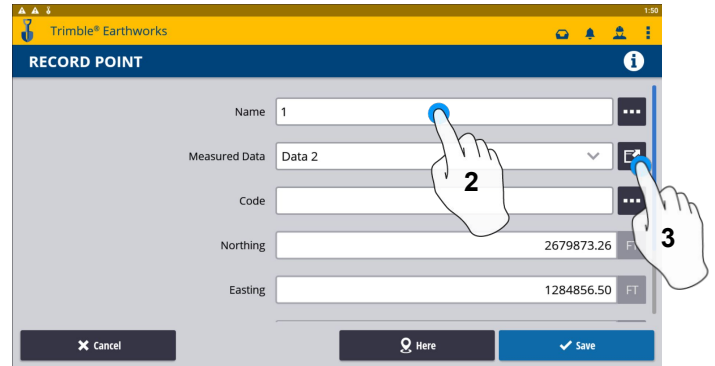 1:50
Trimble® Earthworks
RECORD POINT
Name 1
Measured Data Data 2
Code
2
3
Northing 2679873.26 FT
Easting 1284856.50 FT
Cancel Here Save